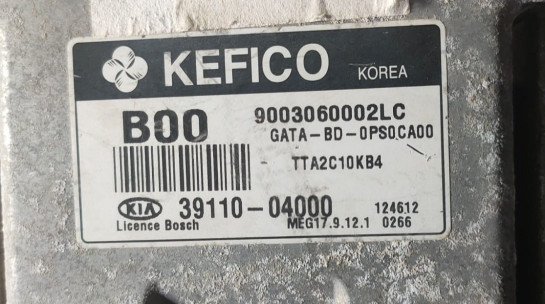 KEFICO KOREA
B00 9003060002LC
GATA-BD-0PS0CA00
TTA2C10KB4
KIA 39110-04000 124612
Licence Bosch MEG17.9.12.1 0266